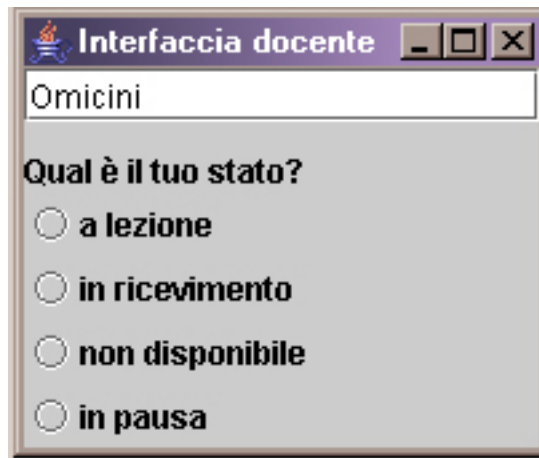 Interfaccia docente
Omicini
Qual è il tuo stato?
a lezione
in ricevimento
non disponibile
in pausa